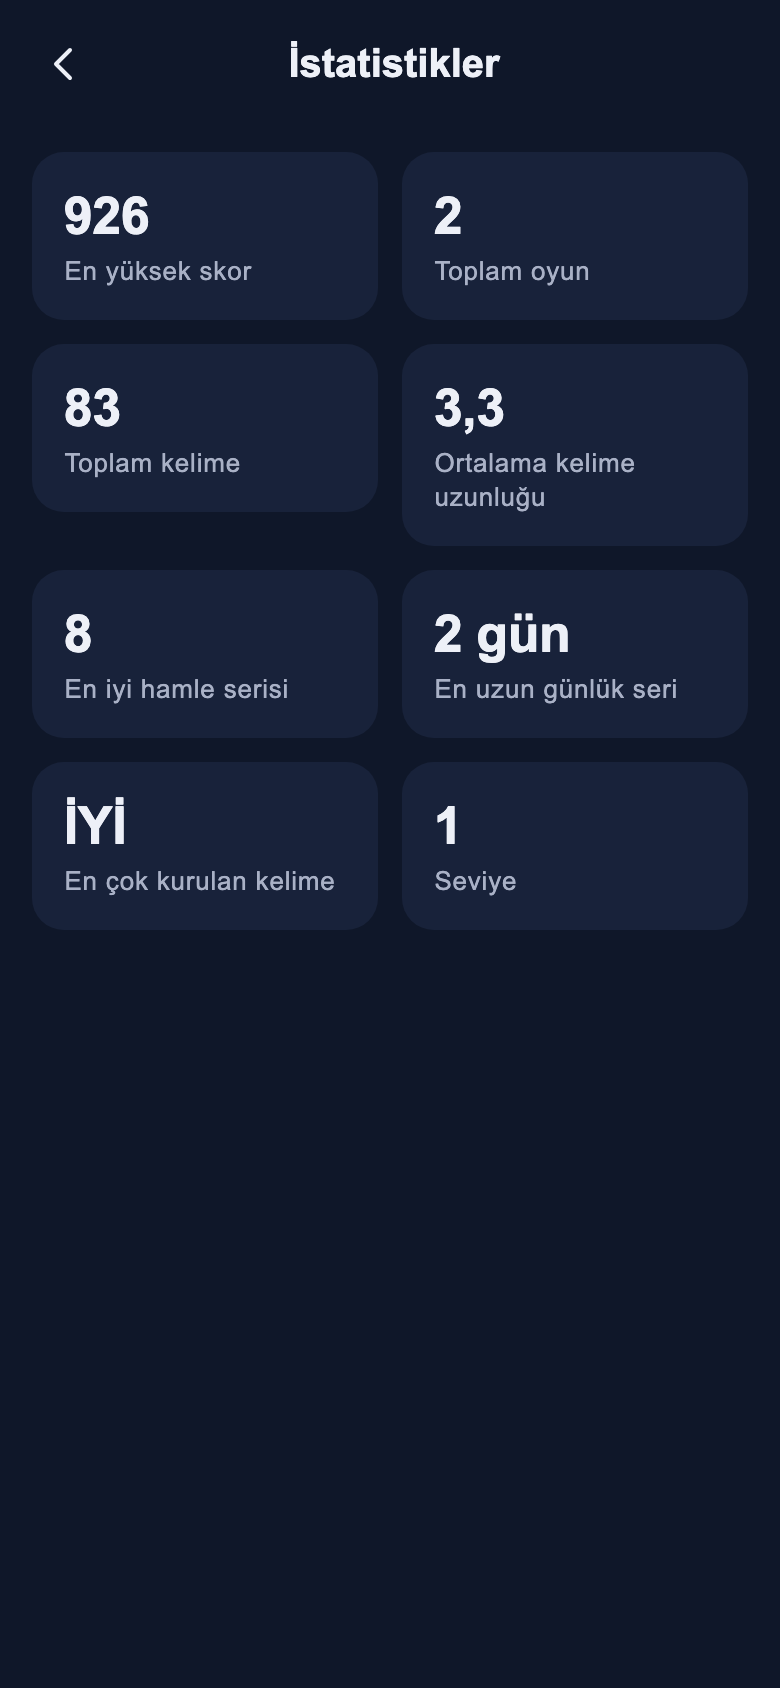 İstatistikler
926
En yüksek skor
2
Toplam oyun
83
Toplam kelime
3,3
Ortalama kelime
uzunluğu
8
En iyi hamle serisi
2 gün
En uzun günlük seri
İYİ
En çok kurulan kelime
1
Seviye